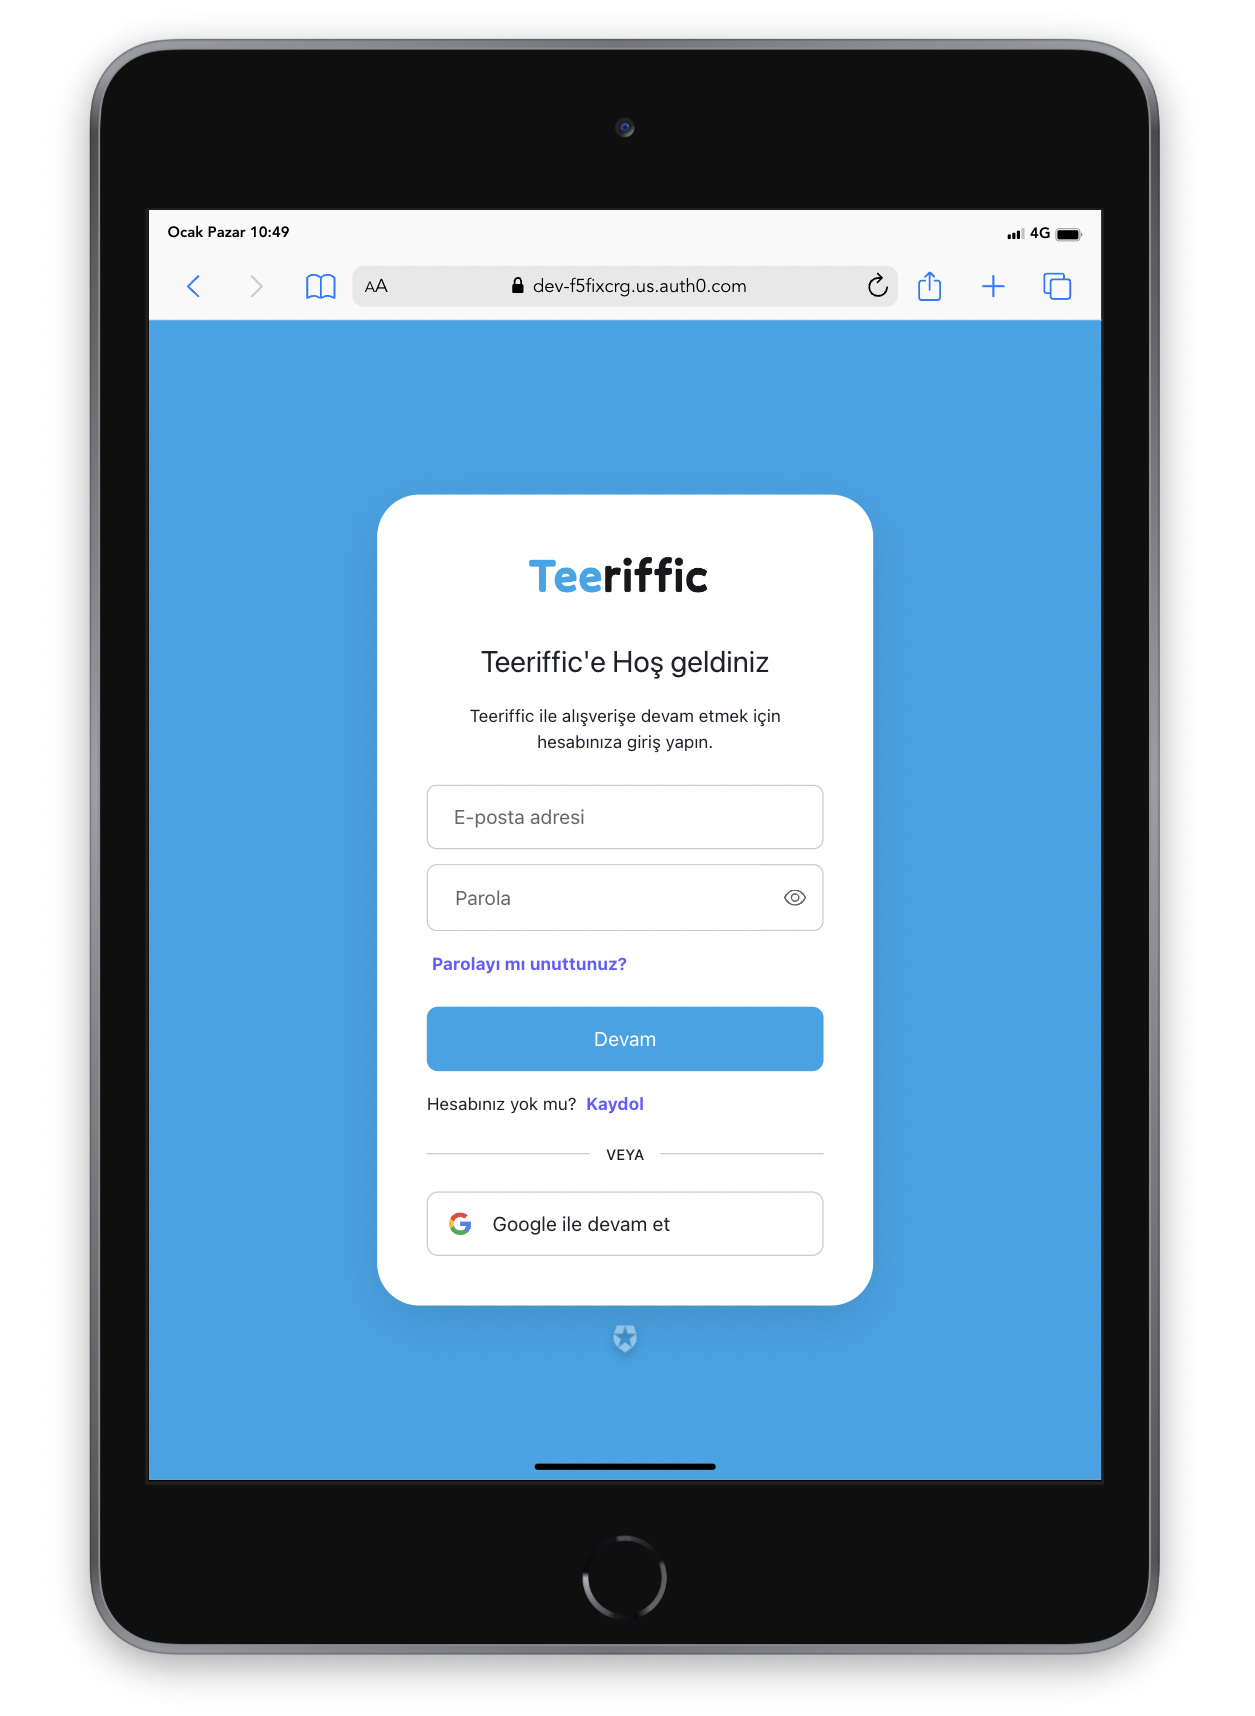 Ocak Pazar 10:49
4G
AA
dev-f5fixcrg.us.auth0.com
Teeriffic
Teeriffic'e Hoş geldiniz
Teeriffic ile alışverişe devam etmek için
hesabınıza giriş yapın.
E-posta adresi
Parola
Parolayı mı unuttunuz?
Devam
Hesabınız yok mu? Kaydol
VEYA
Google ile devam et